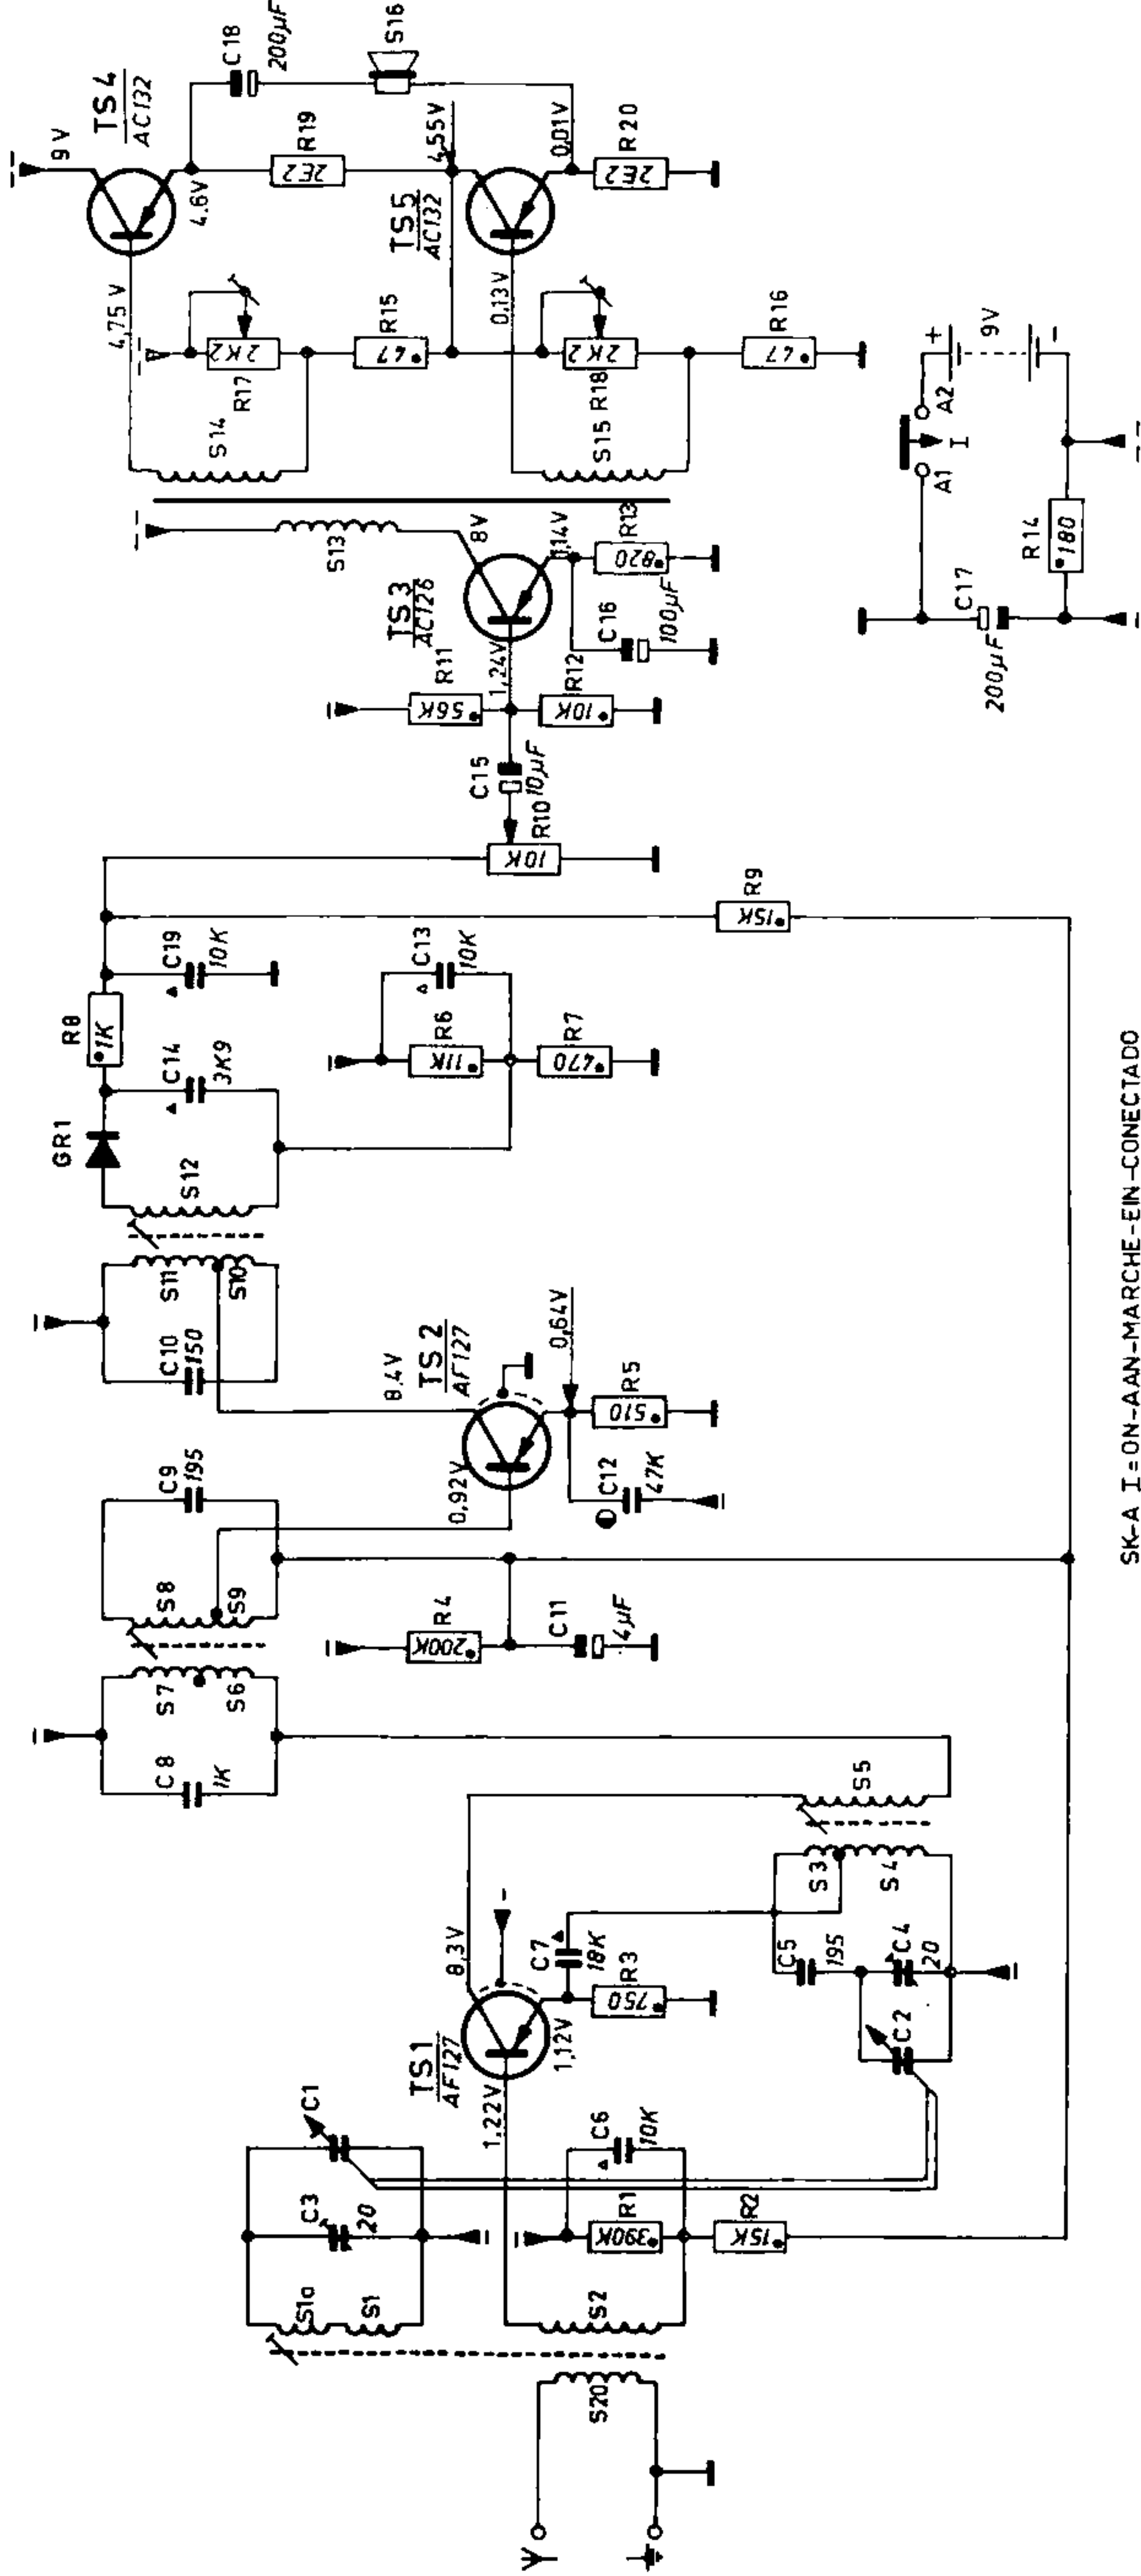 S20
S1a
S1
C3
20
C1
S2
R1
390K
C6
10K
R2
15K
TS1
AF127
1,22V
8,3V
1,12V
C7
18K
R3
750
C5
195
C4
20
C2
S3
S4
S5
C8
1K
S7
S6
S8
S9
C9
195
R4
200K
C11
4µF
TS2
AF127
0,92V
8,4V
0,64V
C12
47K
R5
510
C10
150
S11
S10
S12
GR1
C14
3K9
R8
1K
C19
10K
R6
11K
C13
10K
R7
470
R9
15K
R10
10K
C15
10µF
R11
56K
R12
10K
TS3
AC126
1,24V
8V
1,14V
C16
100µF
R13
820
S13
S14
S15
R17
2K2
R15
47
R18
2K2
R16
47
TS4
AC132
9V
4,75V
4,6V
TS5
AC132
0,13V
4,55V
0,01V
R19
2E2
R20
2E2
C18
200µF
S16
A1
A2
I
+
9V
-
C17
200µF
R14
180
SK-A I=ON-AAN-MARCHE-EIN-CONECTADO